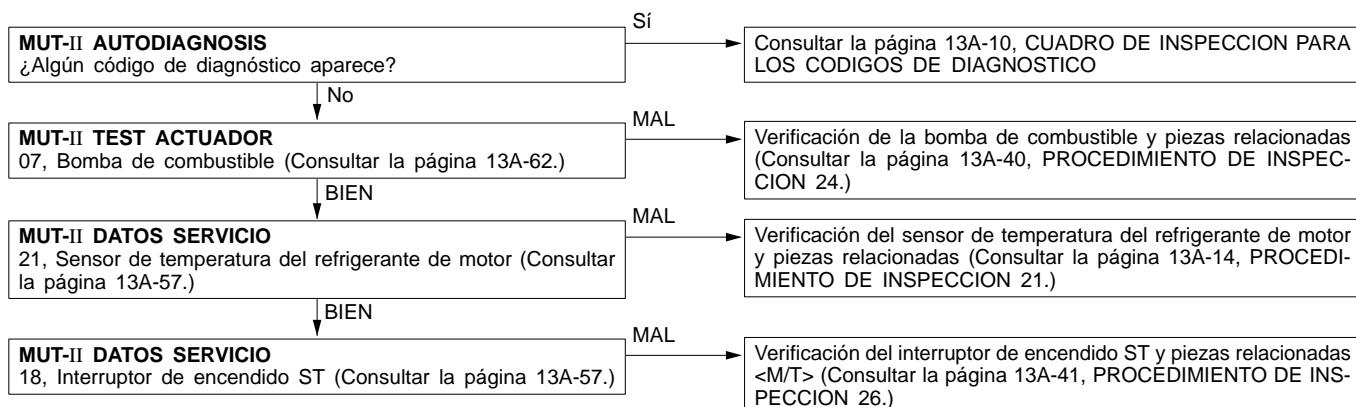 MUT-II AUTODIAGNOSIS
¿Algún código de diagnóstico aparece?
Sí
Consultar la página 13A-10, CUADRO DE INSPECCION PARA
LOS CODIGOS DE DIAGNOSTICO
No
MUT-II TEST ACTUADOR
07, Bomba de combustible (Consultar la página 13A-62.)
MAL
Verificación de la bomba de combustible y piezas relacionadas
(Consultar la página 13A-40, PROCEDIMIENTO DE INSPEC-
CION 24.)
BIEN
MUT-II DATOS SERVICIO
21, Sensor de temperatura del refrigerante de motor (Consultar
la página 13A-57.)
MAL
Verificación del sensor de temperatura del refrigerante de motor
y piezas relacionadas (Consultar la página 13A-14, PROCEDI-
MIENTO DE INSPECCION 21.)
BIEN
MUT-II DATOS SERVICIO
18, Interruptor de encendido ST (Consultar la página 13A-57.)
MAL
Verificación del interruptor de encendido ST y piezas relacionadas
<M/T> (Consultar la página 13A-41, PROCEDIMIENTO DE INS-
PECCION 26.)